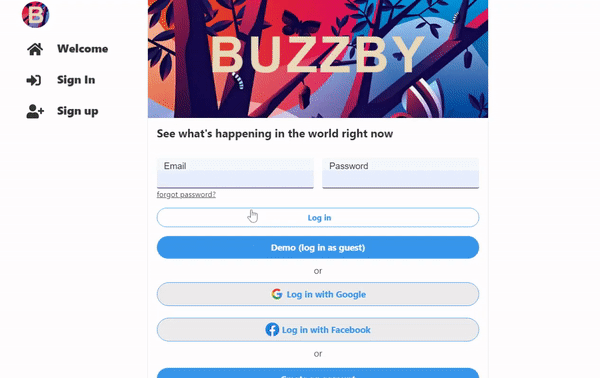 B
Welcome
Sign In
Sign up
BUZZBY
See what's happening in the world right now
Email
Password
forgot password?
Log in
Demo (log in as guest)
or
Log in with Google
Log in with Facebook
or